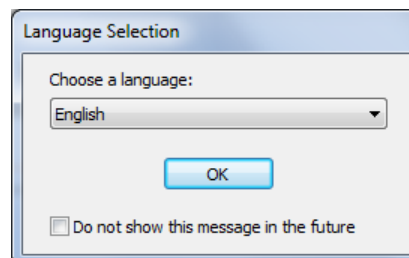 Language Selection
Choose a language:
English
OK
Do not show this message in the future